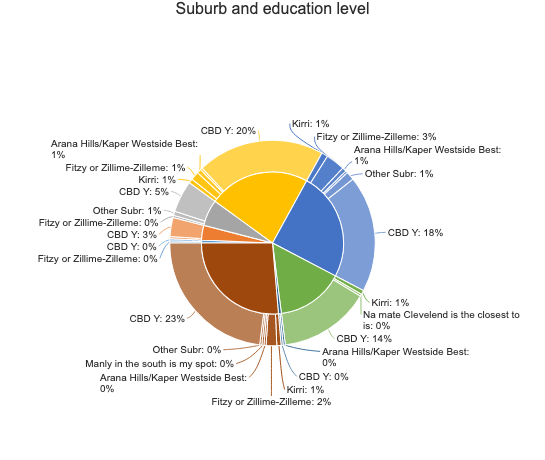 Suburb and education level
Kirri: 1%
CBD Y: 20%
Fitzy or Zillime-Zilleme: 3%
Arana Hills/Kaper Westside Best:
1%
Arana Hills/Kaper Westside Best:
1%
Fitzy or Zillime-Zilleme: 1%
Other Subr: 1%
Kirri: 1%
CBD Y: 5%
Other Subr: 1%
Fitzy or Zillime-Zilleme: 0%
CBD Y: 18%
CBD Y: 3%
CBD Y: 0%
Fitzy or Zillime-Zilleme: 0%
Kirri: 1%
Na mate Clevelend is the closest to
is: 0%
CBD Y: 23%
CBD Y: 14%
Other Subr: 0%
Arana Hills/Kaper Westside Best:
0%
Manly in the south is my spot: 0%
CBD Y: 0%
Arana Hills/Kaper Westside Best:
0%
Kirri: 1%
Fitzy or Zillime-Zilleme: 2%